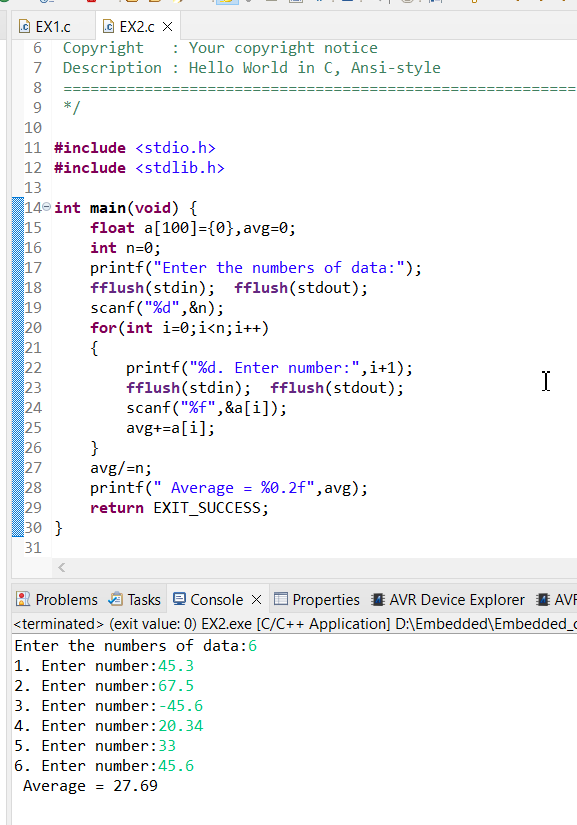 EX1.c EX2.c
6 Copyright : Your copyright notice
7 Description : Hello World in C, Ansi-style
8 =========================================================
9 */
10
11 #include <stdio.h>
12 #include <stdlib.h>
13
14 int main(void) {
15 float a[100]={0},avg=0;
16 int n=0;
17 printf("Enter the numbers of data:");
18 fflush(stdin); fflush(stdout);
19 scanf("%d",&n);
20 for(int i=0;i<n;i++)
21 {
22 printf("%d. Enter number:",i+1);
23 fflush(stdin); fflush(stdout);
24 scanf("%f",&a[i]);
25 avg+=a[i];
26 }
27 avg/=n;
28 printf(" Average = %0.2f",avg);
29 return EXIT_SUCCESS;
30 }
31
Problems Tasks Console Properties AVR Device Explorer AVR
<terminated> (exit value: 0) EX2.exe [C/C++ Application] D:\Embedded\Embedded_c
Enter the numbers of data:6
1. Enter number:45.3
2. Enter number:67.5
3. Enter number:-45.6
4. Enter number:20.34
5. Enter number:33
6. Enter number:45.6
Average = 27.69